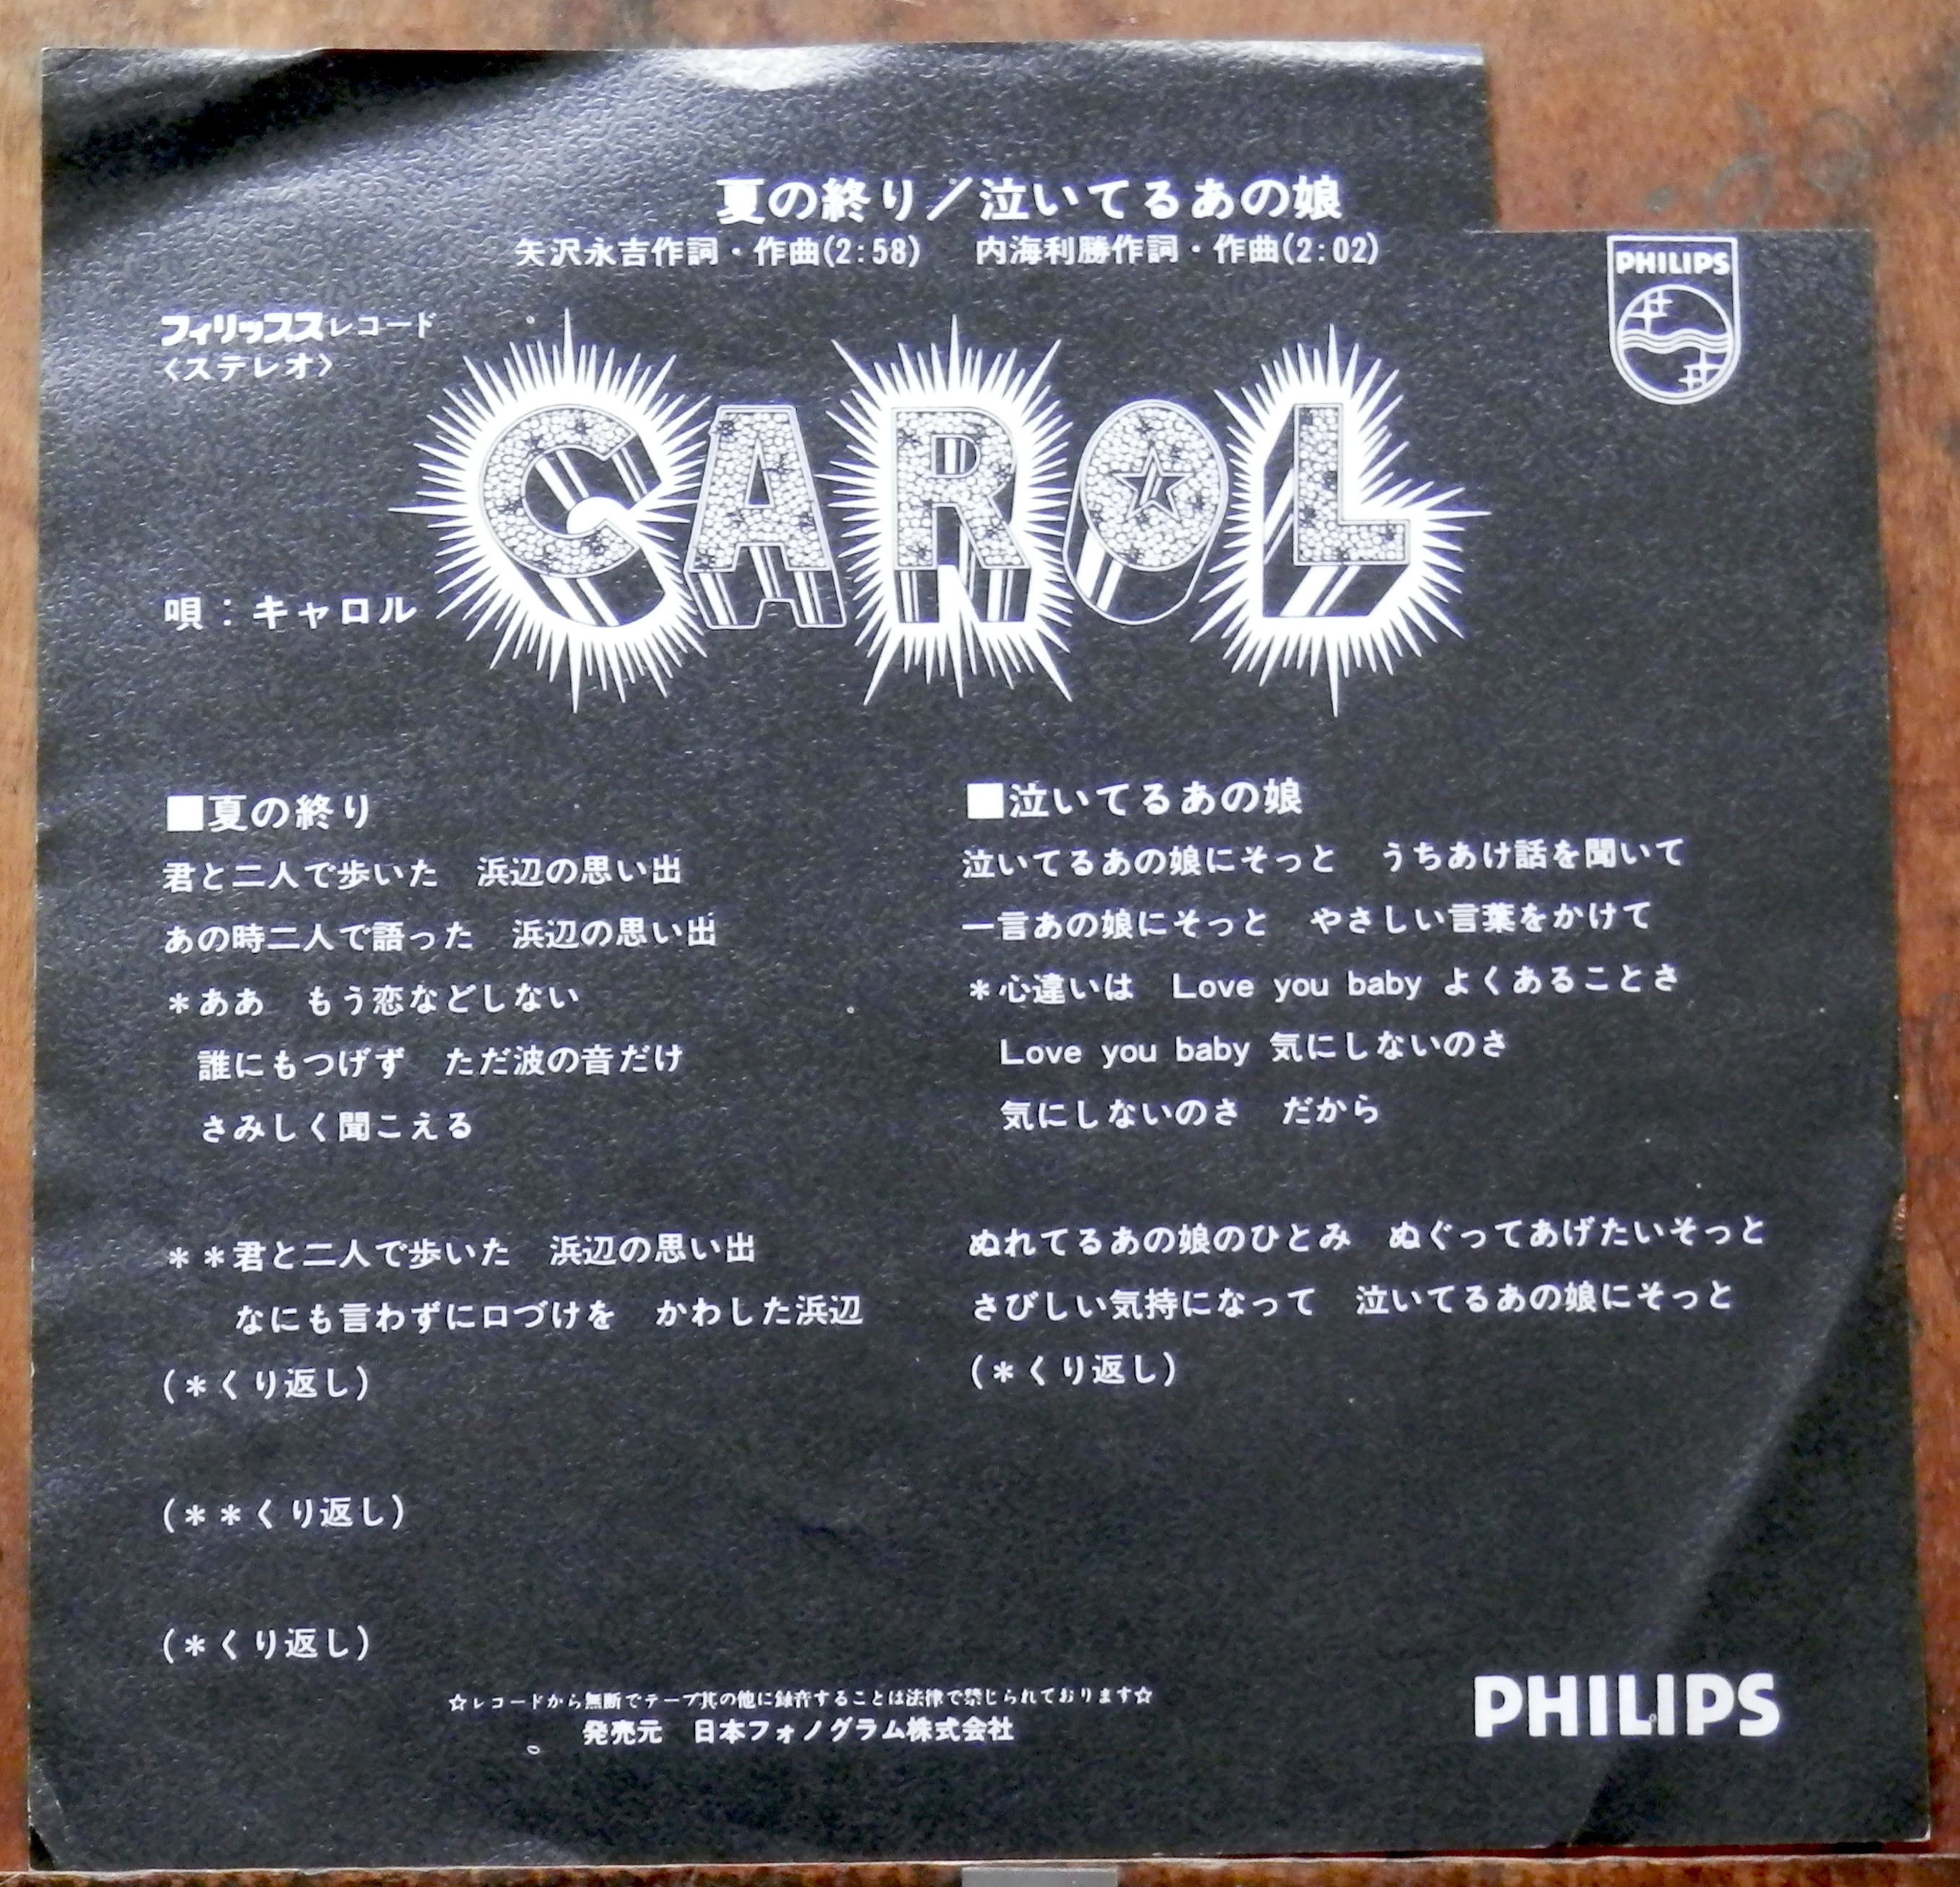 夏の終り／泣いてるあの娘
矢沢永吉作詞・作曲(2:58)　内海利勝作詞・作曲(2:02)
PHILIPS
フィリップスレコード
〈ステレオ〉
CAROL
唄：キャロル
■夏の終り
君と二人で歩いた　浜辺の思い出
あの時二人で語った　浜辺の思い出
＊ああ　もう恋などしない
誰にもつげず　ただ波の音だけ
さみしく聞こえる
＊＊君と二人で歩いた　浜辺の思い出
なにも言わずに口づけを　かわした浜辺
(＊くり返し)
(＊＊くり返し)
(＊くり返し)
■泣いてるあの娘
泣いてるあの娘にそっと　うちあけ話を聞いて
一言あの娘にそっと　やさしい言葉をかけて
＊心違いは　Love you baby よくあることさ
Love you baby 気にしないのさ
気にしないのさ　だから
ぬれてるあの娘のひとみ　ぬぐってあげたいそっと
さびしい気持になって　泣いてるあの娘にそっと
(＊くり返し)
☆レコードから無断でテープ其の他に録音することは法律で禁じられております☆
発売元　日本フォノグラム株式会社
PHILIPS